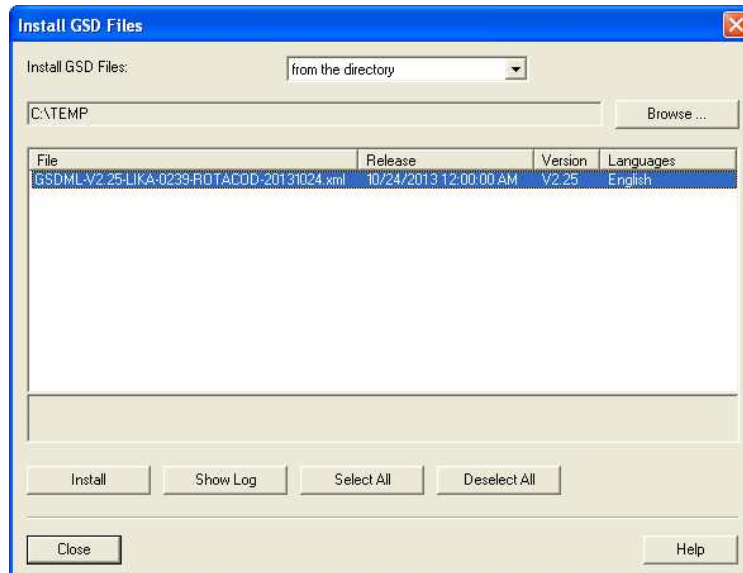 Install GSD Files
Install GSD Files: from the directory
C:\TEMP Browse ...
File Release Version Languages
GSDML-V2.25-LIKA-0239-ROTACOD-20131024.xml 10/24/2013 12:00:00 AM V2.25 English
Install Show Log Select All Deselect All
Close Help